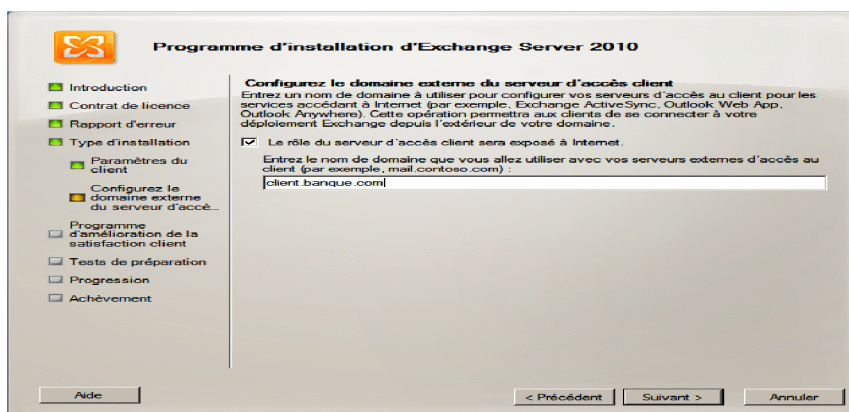 Programme d'installation d'Exchange Server 2010
Introduction
Contrat de licence
Rapport d'erreur
Type d'installation
Paramètres du
client
Configurez le
domaine externe
du serveur d'accè...
Programme
d'amélioration de la
satisfaction client
Tests de préparation
Progression
Achèvement
Configurez le domaine externe du serveur d'accès client
Entrez un nom de domaine à utiliser pour configurer vos serveurs d'accès au client pour les
services accédant à Internet (par exemple, Exchange ActiveSync, Outlook Web App,
Outlook Anywhere). Cette opération permettra aux clients de se connecter à votre
déploiement Exchange depuis l'extérieur de votre domaine.
Le rôle du serveur d'accès client sera exposé à Internet.
Entrez le nom de domaine que vous allez utiliser avec vos serveurs externes d'accès au
client (par exemple, mail.contoso.com) :
client.banque.com
Aide
< Précédent
Suivant >
Annuler